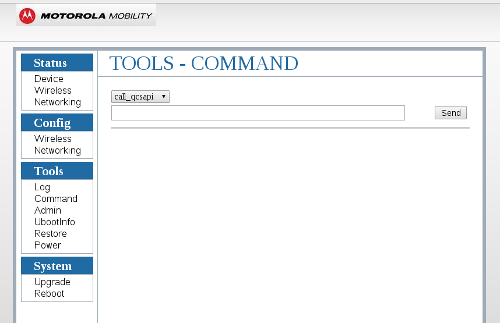 MOTOROLA MOBILITY
Status
Device
Wireless
Networking
Config
Wireless
Networking
Tools
Log
Command
Admin
UbootInfo
Restore
Power
System
Upgrade
Reboot
TOOLS - COMMAND
call_qcsapi
Send